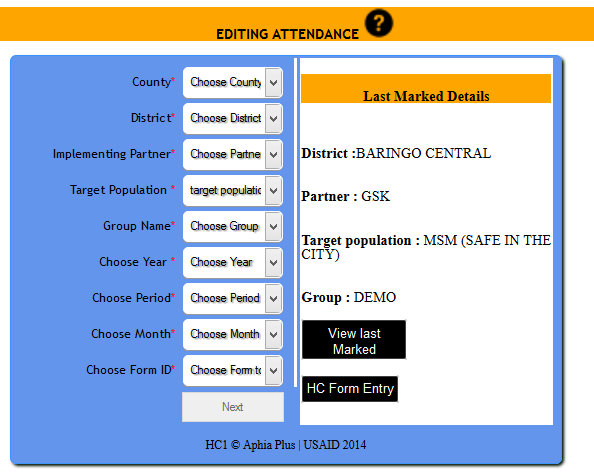 EDITING ATTENDANCE ?
County* Choose County
District* Choose District
Implementing Partner* Choose Partne
Target Population * target populatic
Group Name* Choose Group
Choose Year * Choose Year
Choose Period* Choose Period
Choose Month* Choose Month
Choose Form ID* Choose Form to
Next
Last Marked Details
District :BARINGO CENTRAL
Partner : GSK
Target population : MSM (SAFE IN THE
CITY)
Group : DEMO
View last
Marked
HC Form Entry
HC1 © Aphia Plus | USAID 2014